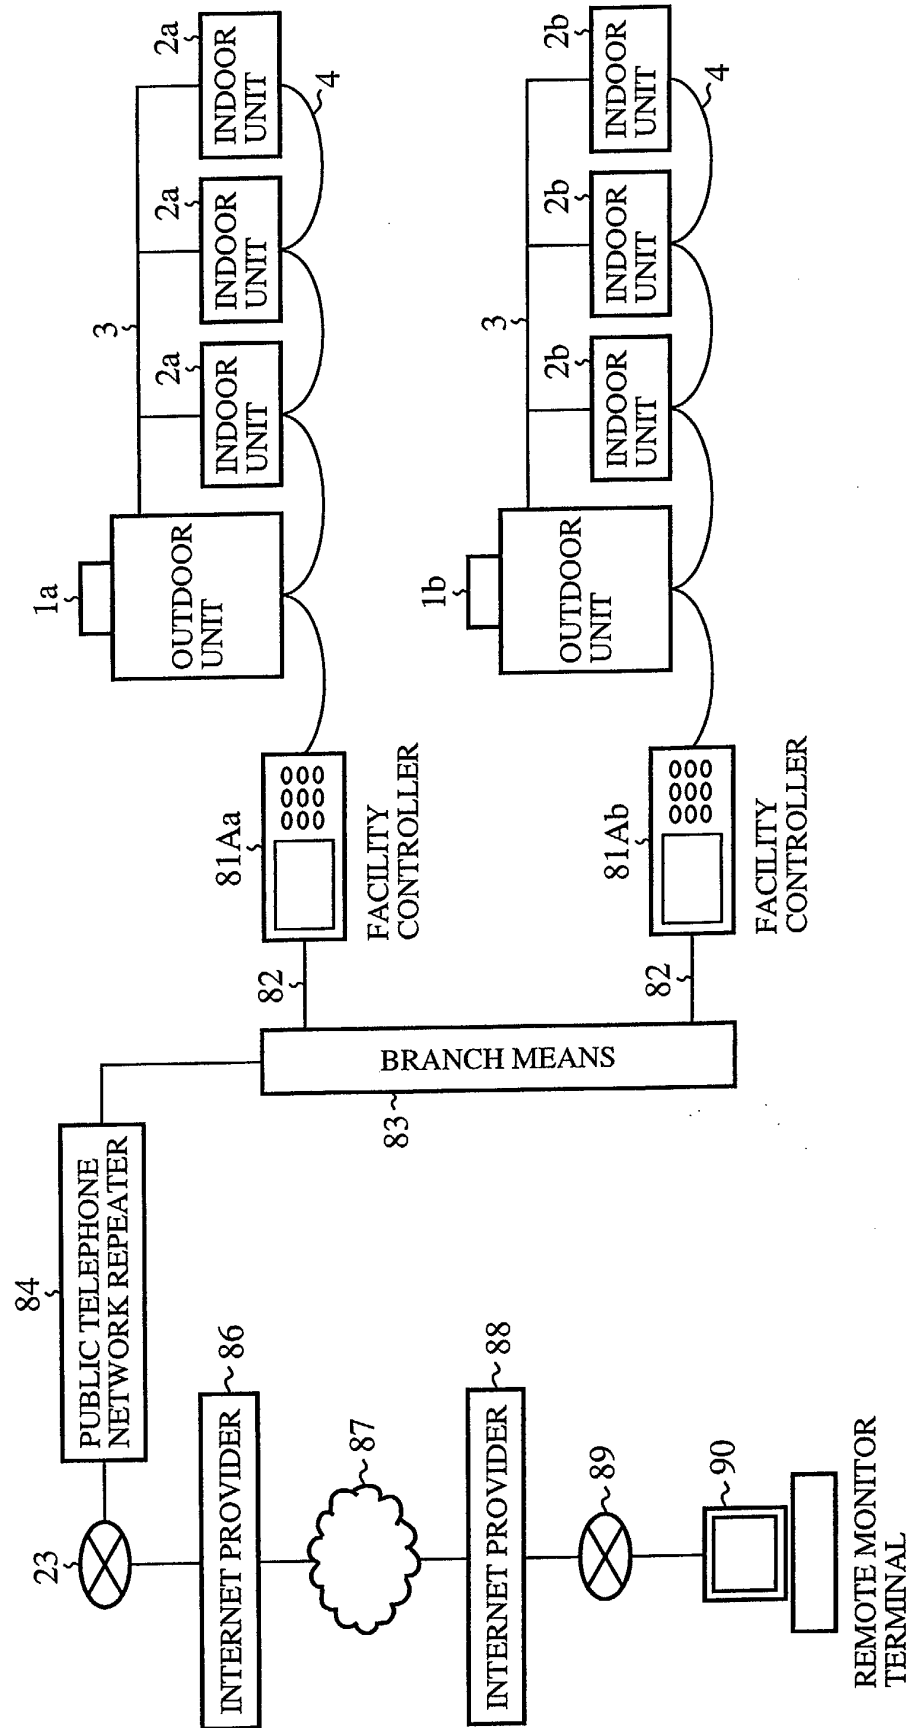 1a
OUTDOOR
UNIT
3
2a
INDOOR
UNIT
2a
INDOOR
UNIT
2a
INDOOR
UNIT
4
81Aa
FACILITY
CONTROLLER
82
1b
OUTDOOR
UNIT
3
2b
INDOOR
UNIT
2b
INDOOR
UNIT
2b
INDOOR
UNIT
4
81Ab
FACILITY
CONTROLLER
82
BRANCH MEANS
83
84
PUBLIC TELEPHONE
NETWORK REPEATER
23
INTERNET PROVIDER
86
87
INTERNET PROVIDER
88
89
90
REMOTE MONITOR
TERMINAL